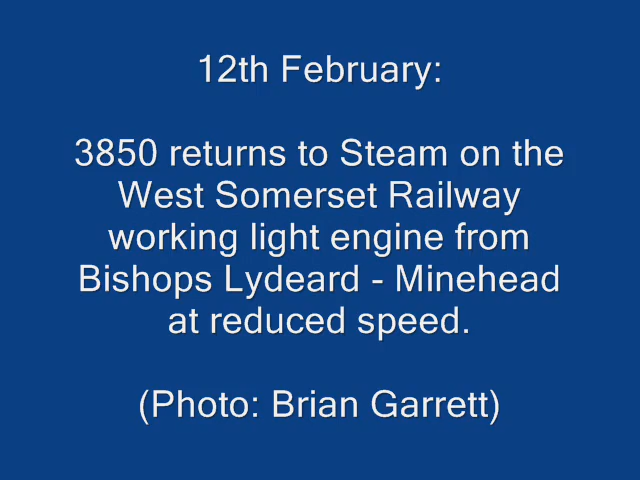 12th February:
3850 returns to Steam on the
West Somerset Railway
working light engine from
Bishops Lydeard - Minehead
at reduced speed.
(Photo: Brian Garrett)